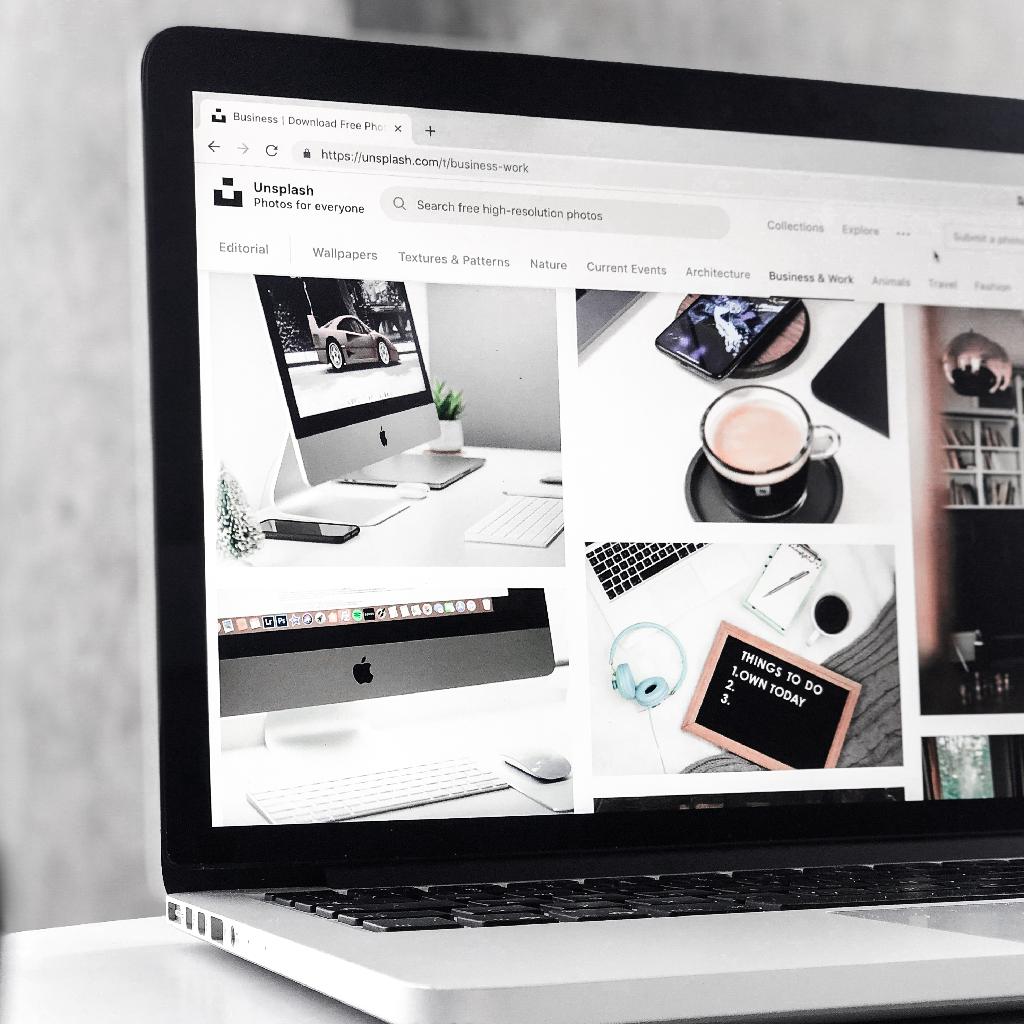 Business | Download Free Pho
https://unsplash.com/t/business-work
Unsplash
Photos for everyone
Search free high-resolution photos
Collections Explore ...
Submit a photo
Editorial Wallpapers Textures & Patterns Nature Current Events Architecture Business & Work Animals Travel Fashion
Lr Ps
THINGS TO DO
1.OWN TODAY
2.
3.